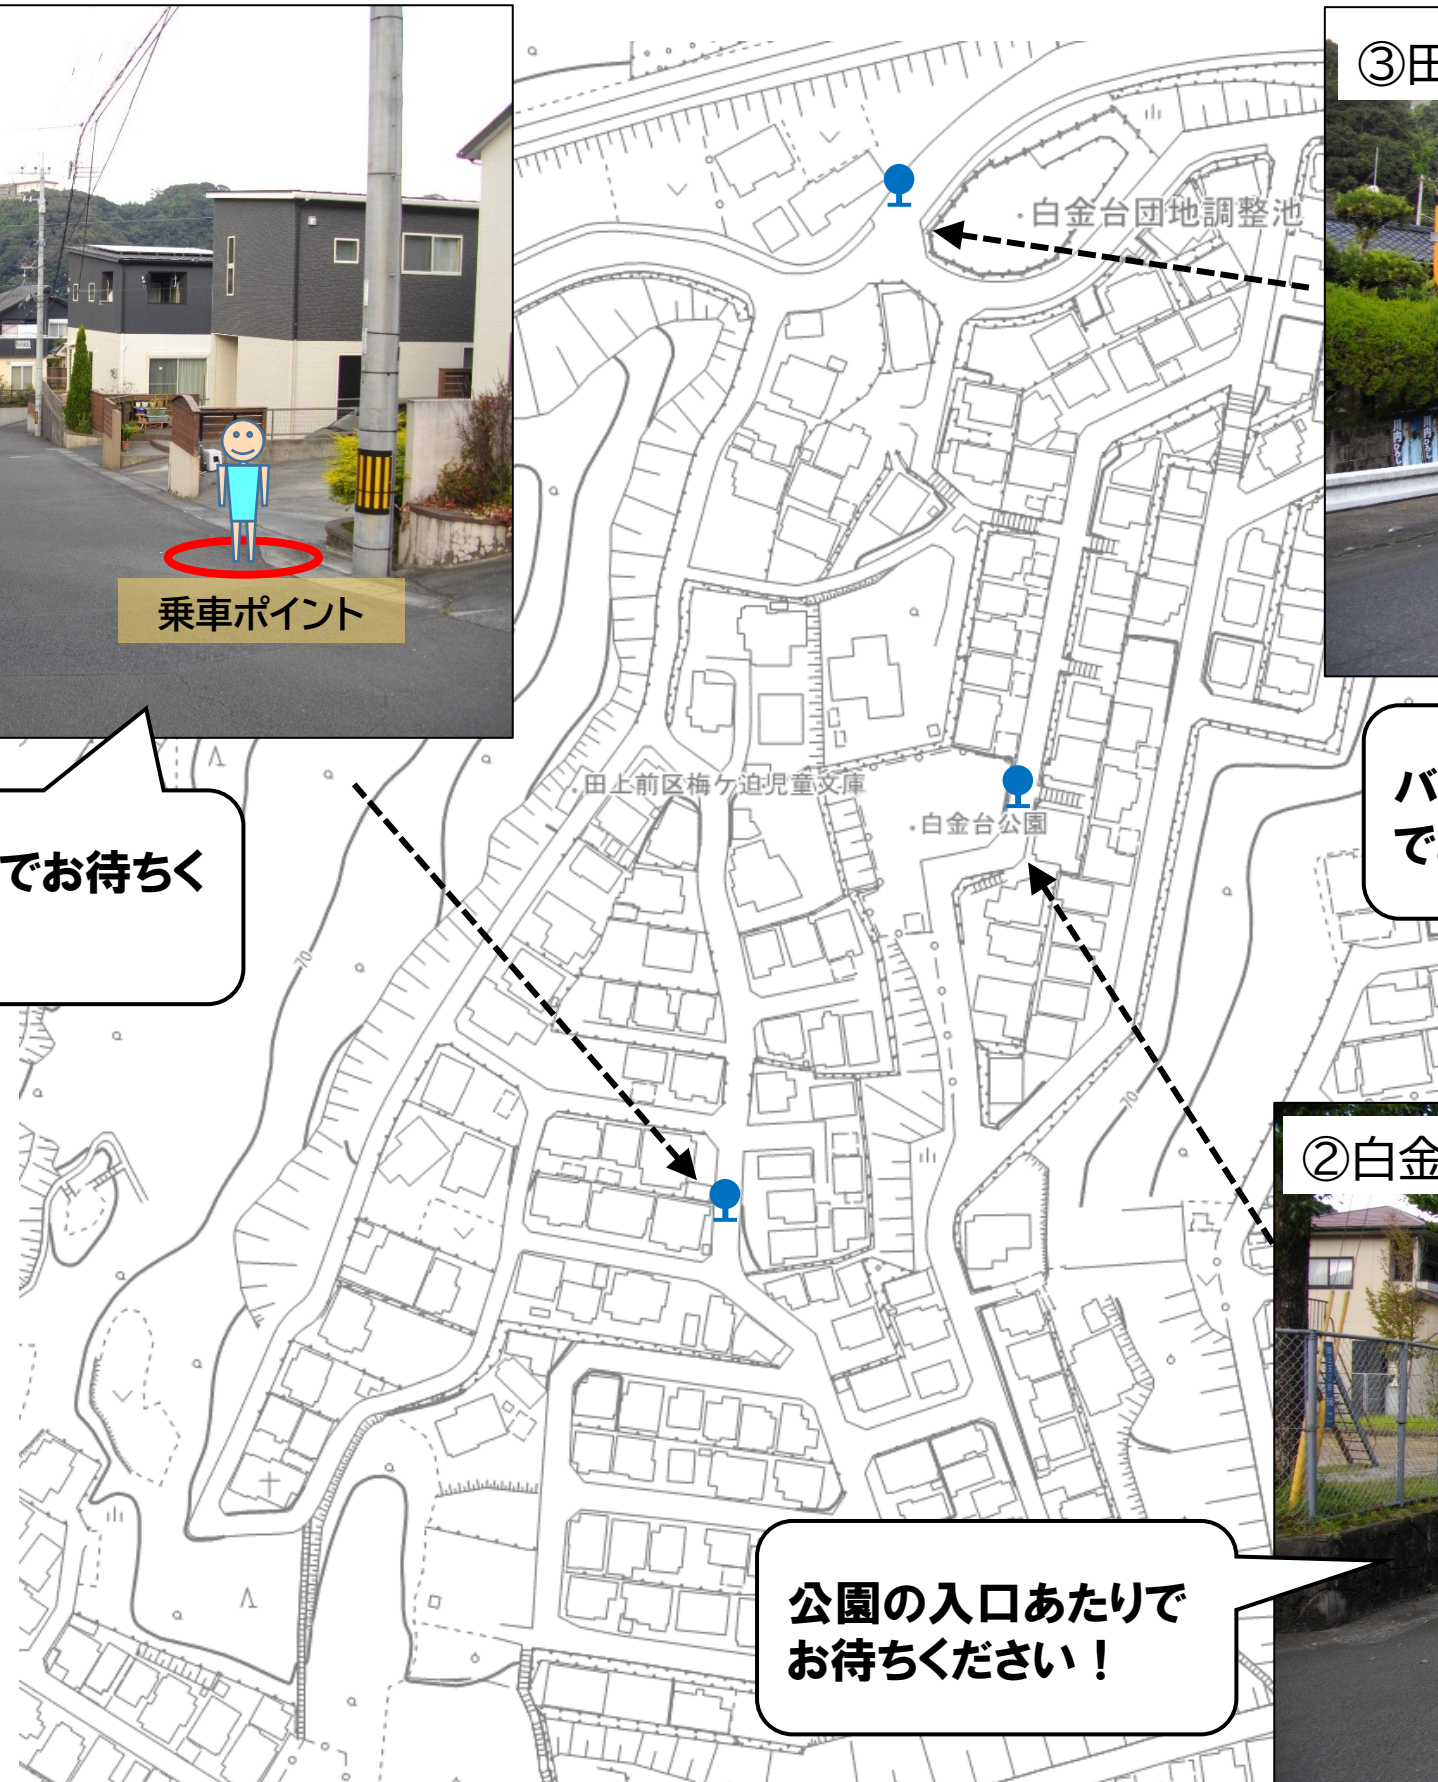 ③田
・白金台団地調整池
乗車ポイント
・田上前区梅ケ迫児童文庫
・白金台公園
バ
で
でお待ちく
70
70
②白金
公園の入口あたりで
お待ちください！